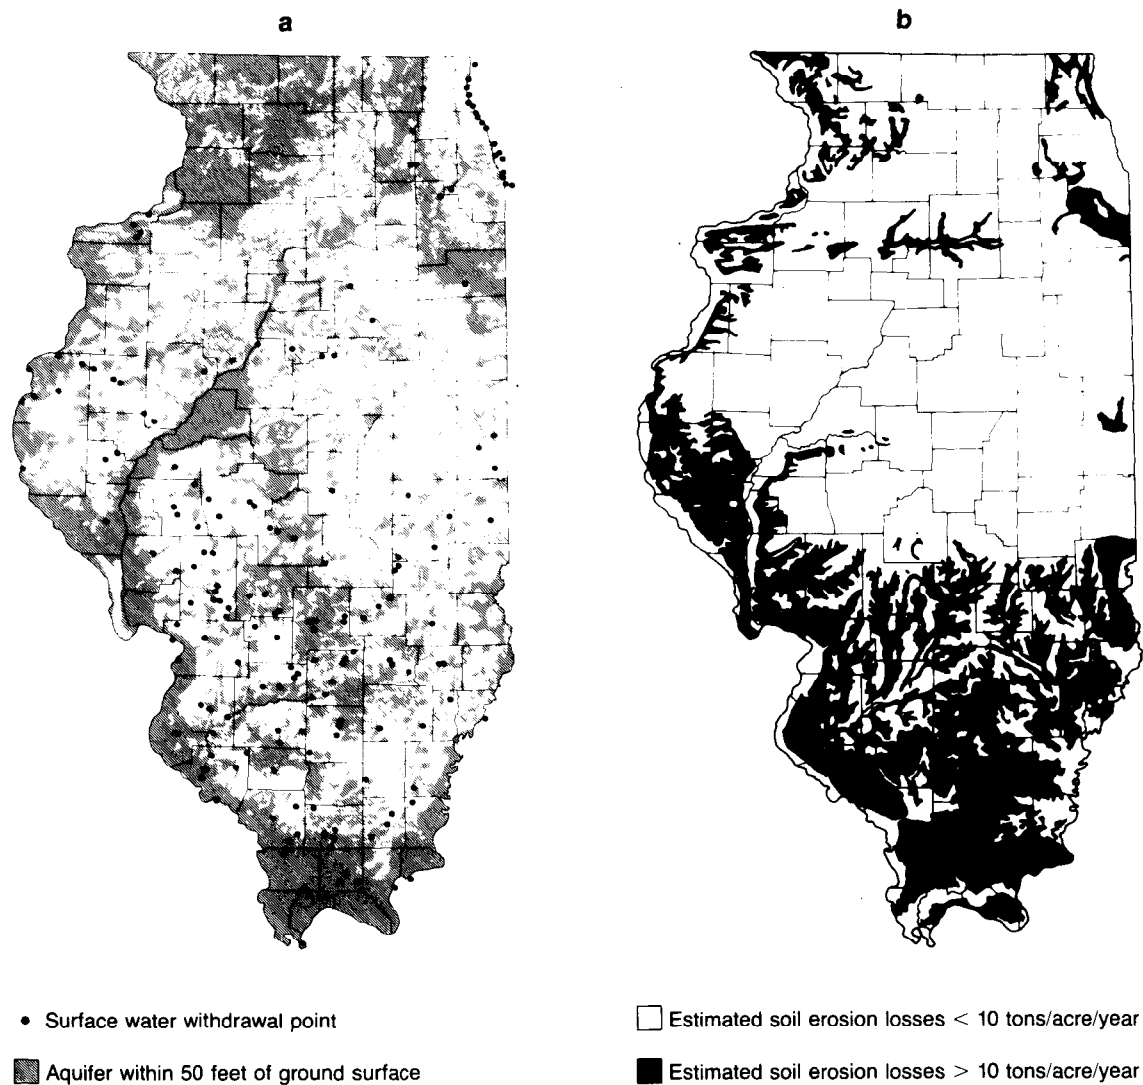 a
b
Surface water withdrawal point
Aquifer within 50 feet of ground surface
Estimated soil erosion losses < 10 tons/acre/year
Estimated soil erosion losses > 10 tons/acre/year